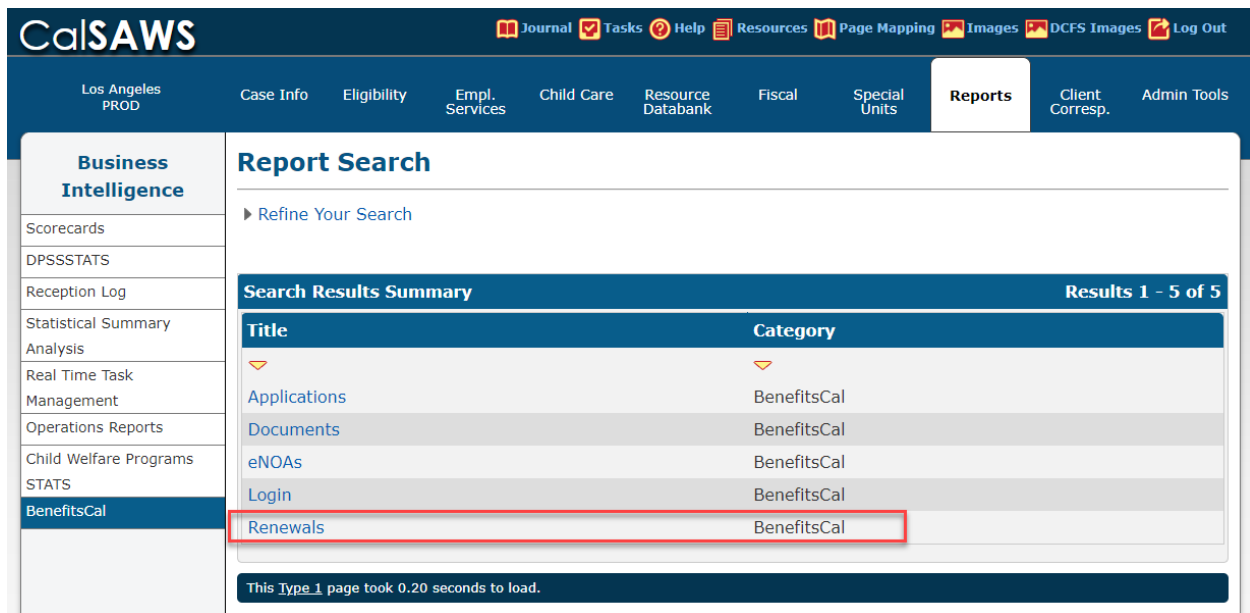 CalSAWS
Journal Tasks Help Resources Page Mapping Images DCFS Images Log Out
Los Angeles
PROD
Case Info
Eligibility
Empl.
Services
Child Care
Resource
Databank
Fiscal
Special
Units
Reports
Client
Corresp.
Admin Tools
Business
Intelligence
Scorecards
DPSSSTATS
Reception Log
Statistical Summary
Analysis
Real Time Task
Management
Operations Reports
Child Welfare Programs
STATS
BenefitsCal
Report Search
Refine Your Search
Search Results Summary Results 1 - 5 of 5
Title Category
Applications BenefitsCal
Documents BenefitsCal
eNOAs BenefitsCal
Login BenefitsCal
Renewals BenefitsCal
This Type 1 page took 0.20 seconds to load.